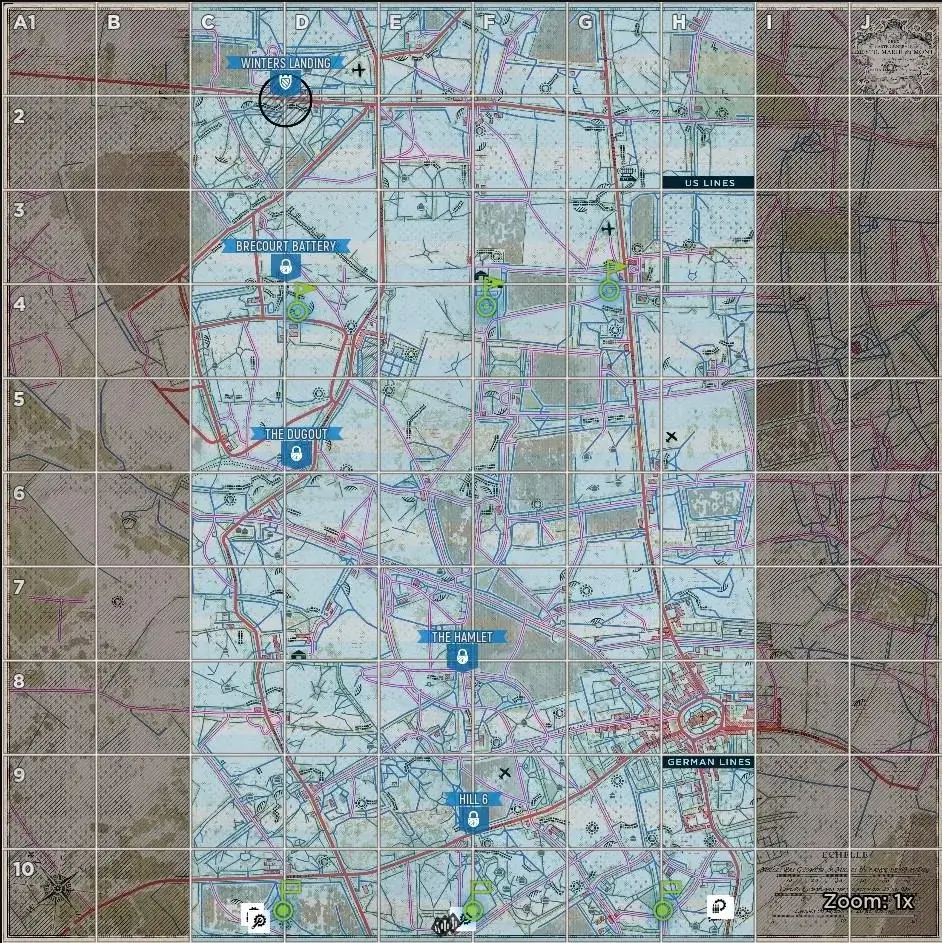 A1 B C D E F G H I J
WINTERS LANDING
2
US LINES
3
BRECOURT BATTERY
4
5
THE DUGOUT
6
7
THE HAMLET
8
9
GERMAN LINES
HILL 6
10
ECHELLE
Zoom: 1x